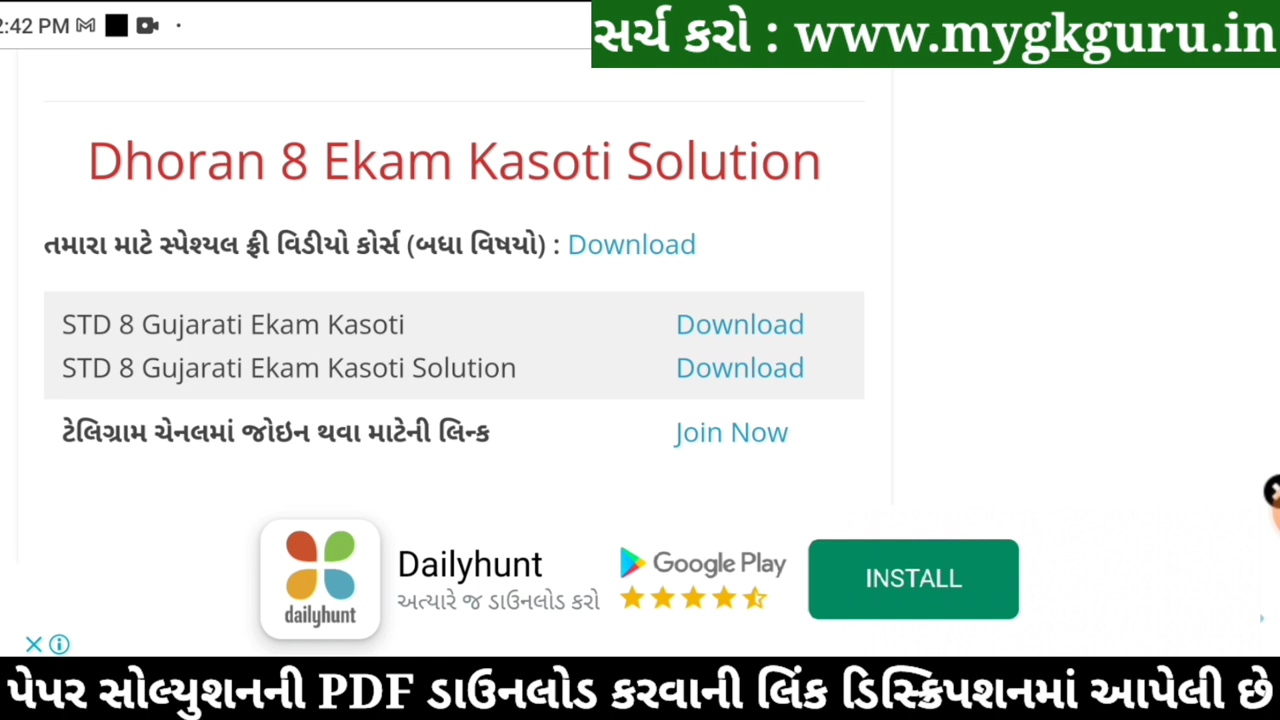 2:42 PM
સર્ચ કરો : www.mygkguru.in
Dhoran 8 Ekam Kasoti Solution
તમારા માટે સ્પેશ્યલ ફ્રી વિડીયો કોર્સ (બધા વિષયો) : Download
STD 8 Gujarati Ekam Kasoti Download
STD 8 Gujarati Ekam Kasoti Solution Download
ટેલિગ્રામ ચેનલમાં જોઇન થવા માટેની લિન્ક Join Now
dailyhunt
Dailyhunt
અત્યારે જ ડાઉનલોડ કરો
Google Play
INSTALL
પેપર સોલ્યુશનની PDF ડાઉનલોડ કરવાની લિંક ડિસ્ક્રિપશનમાં આપેલી છે